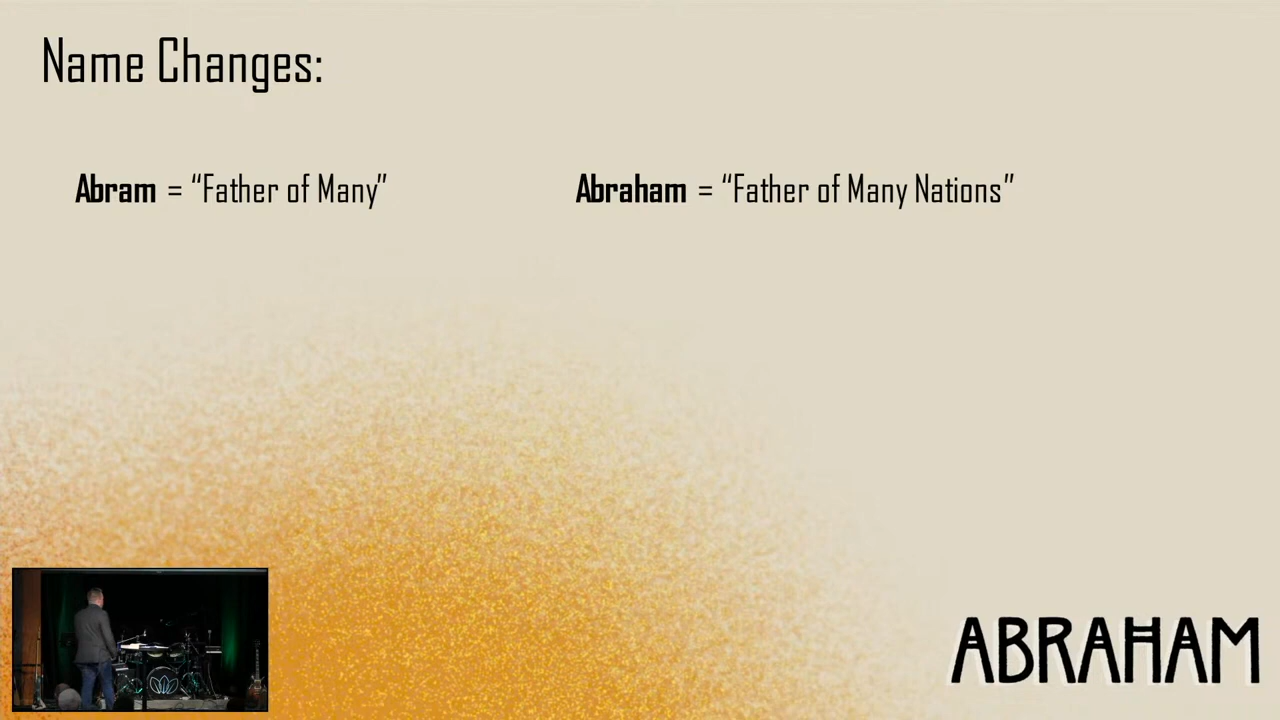 Name Changes:
Abram = “Father of Many”
Abraham = “Father of Many Nations”
ABRAHAM